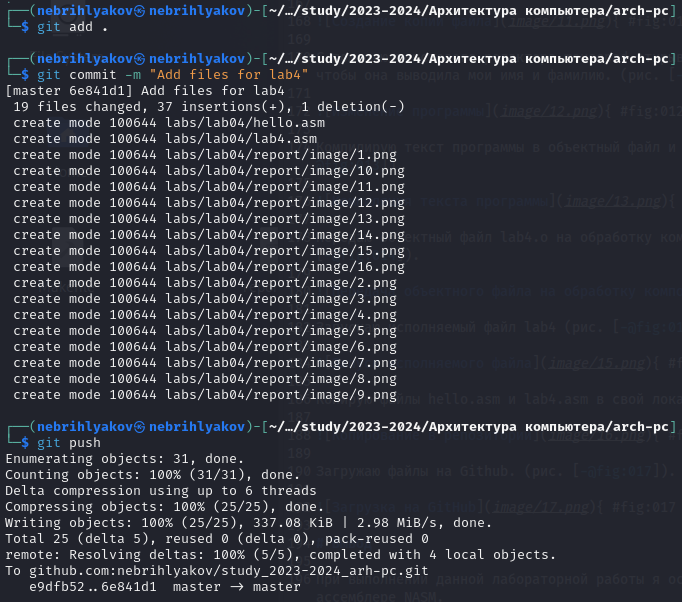 ┌──(nebrihlyakov㉿nebrihlyakov)-[~/…/study/2023-2024/Архитектура компьютера/arch-pc]
└─$ git add .
┌──(nebrihlyakov㉿nebrihlyakov)-[~/…/study/2023-2024/Архитектура компьютера/arch-pc]
└─$ git commit -m "Add files for lab4"
[master 6e841d1] Add files for lab4
19 files changed, 37 insertions(+), 1 deletion(-)
create mode 100644 labs/lab04/hello.asm
create mode 100644 labs/lab04/lab4.asm
create mode 100644 labs/lab04/report/image/1.png
create mode 100644 labs/lab04/report/image/10.png
create mode 100644 labs/lab04/report/image/11.png
create mode 100644 labs/lab04/report/image/12.png
create mode 100644 labs/lab04/report/image/13.png
create mode 100644 labs/lab04/report/image/14.png
create mode 100644 labs/lab04/report/image/15.png
create mode 100644 labs/lab04/report/image/16.png
create mode 100644 labs/lab04/report/image/2.png
create mode 100644 labs/lab04/report/image/3.png
create mode 100644 labs/lab04/report/image/4.png
create mode 100644 labs/lab04/report/image/5.png
create mode 100644 labs/lab04/report/image/6.png
create mode 100644 labs/lab04/report/image/7.png
create mode 100644 labs/lab04/report/image/8.png
create mode 100644 labs/lab04/report/image/9.png
┌──(nebrihlyakov㉿nebrihlyakov)-[~/…/study/2023-2024/Архитектура компьютера/arch-pc]
└─$ git push
Enumerating objects: 31, done.
Counting objects: 100% (31/31), done.
Delta compression using up to 6 threads
Compressing objects: 100% (25/25), done.
Writing objects: 100% (25/25), 337.08 KiB | 2.98 MiB/s, done.
Total 25 (delta 5), reused 0 (delta 0), pack-reused 0
remote: Resolving deltas: 100% (5/5), completed with 4 local objects.
To github.com:nebrihlyakov/study_2023-2024_arh-pc.git
e9dfb52..6e841d1  master -> master